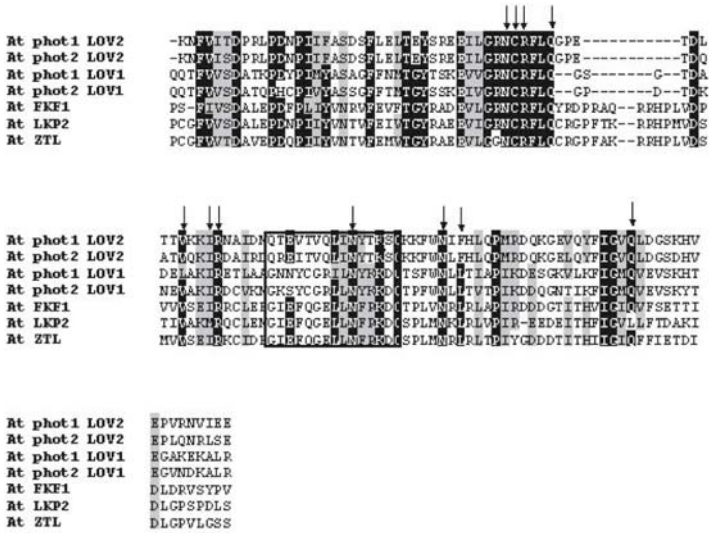 At phot1 LOV2 -KNFVITDPRLPDNPIIFASDSFLELTEYSREEILGRNCRFLQGPE------------TDL
At phot2 LOV2 -KNFVISDPRLPDNPIIFASDSFLELTEYSREEILGRNCRFLQGPE------------TDQ
At phot1 LOV1 QQTFVVSDATKPDYPIMYASAGFFNMTGYTSKEVVGRNCRFLQ--GS--------G--TDA
At phot2 LOV1 QQTFVVSDATQPHCPIVYASSGFFTMTGYSSKEIVGRNCRFLQ--GP--------D--TDK
At FKF1 PS-FIVSDALEPDFPLIYVNRVFEVFTGYRADEVLGRNCRFLQYRDPRAQ--RRHPLVDP
At LKP2 PCGFVVSDALEPDNPIIYVNTVFEIVTGYRAEEVIGRNCRFLQCRGPFTK--RRHPMVDS
At ZTL PCGFVVTDAVEPDQPIIYVNTVFEMVTGYRAEEVLGGNCRFLQCRGPFAK--RRHPLVDS
At phot1 LOV2 TTVKKIRNAIDNQTEVTVQLINYTKSGKKFWNIFHLQPMRDQKGEVQYFIGVQLDGSKHV
At phot2 LOV2 ATVQKIRDAIRDQREITVQLINYTKSGKKFWNLFHLQPMRDQKGELQYFIGVQLDGSDHV
At phot1 LOV1 DELAKIRETLAAGNNYCGRILNYKKDGTSFWNLLTIAPIKDESGKVLKFIGMQVEVSKHT
At phot2 LOV1 NEVAKIRDCVKNGKSYCGRLLNYKKDGTPFWNLLTVTPIKDDQGNTIKFIGMQVEVSKYT
At FKF1 VVVSEIRRCLEEGIEFQGELLNFRKDGTPLVNRLRLAPIRDDDGTITHVIGIQVFSETTI
At LKP2 TIVAKMRQCLENGIEFQGELLNFRKDGSPLMNKLRLVPIR-EEDEITHFIGVLLFTDAKI
At ZTL MVVSEIRKCIDEGIEFQGELLNFRKDGSPLMNRLRLTPIYGDDDTITHIIGIQFFIETDI
At phot1 LOV2 EPVRNVIEE
At phot2 LOV2 EPLQNRLSE
At phot1 LOV1 EGAKEKALR
At phot2 LOV1 EGVNDKALR
At FKF1 DLDRVSYPV
At LKP2 DLGPSPDLS
At ZTL DLGPVLGSS